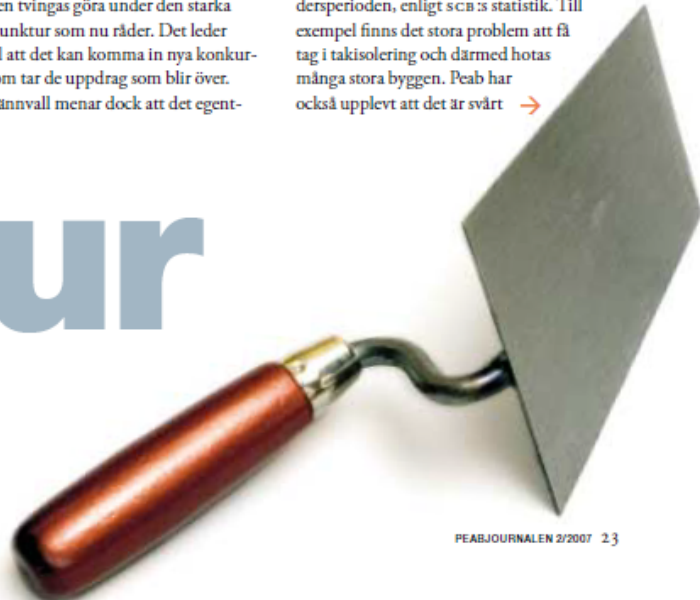 en tvingas göra under den starka
unktur som nu råder. Det leder
att det kan komma in nya konkur-
om tar de uppdrag som blir över.
ännvall menar dock att det egent-
dersperioden, enligt SCB:s statistik. Till
exempel finns det stora problem att få
tag i takisolering och därmed hotas
många stora byggen. Peab har
också upplevt att det är svårt →
ur
PEABJOURNALEN 2/2007 23